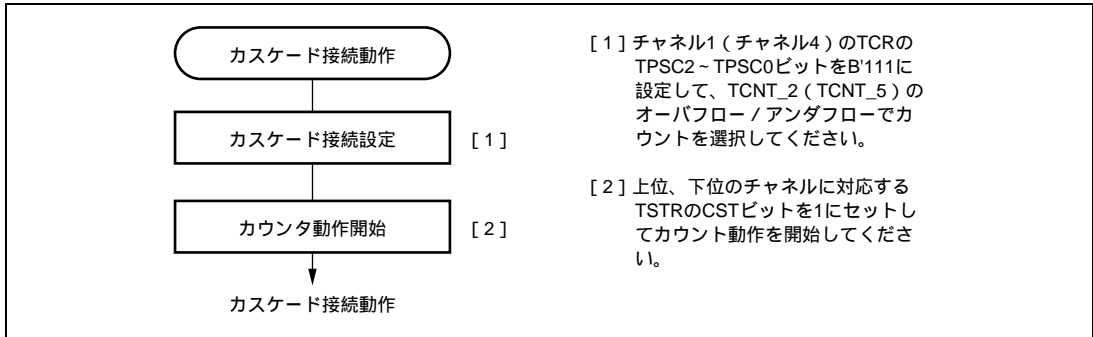 カスケード接続動作
カスケード接続設定 [1]
カウンタ動作開始 [2]
カスケード接続動作
[1] チャネル1(チャネル4)のTCRの
TPSC2~TPSC0ビットをB'111に
設定して、TCNT_2(TCNT_5)の
オーバフロー/アンダフローでカ
ウントを選択してください。
[2] 上位、下位のチャネルに対応する
TSTRのCSTビットを1にセットし
てカウント動作を開始してくださ
い。